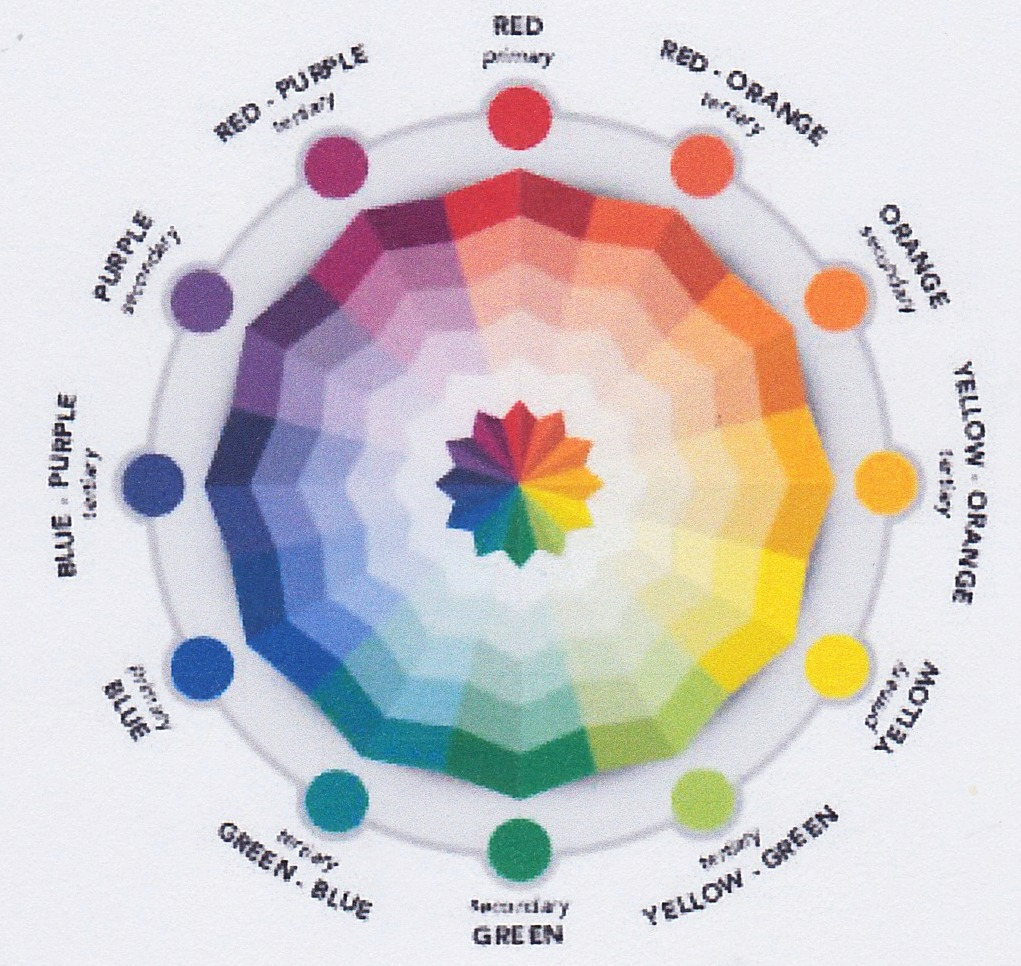 RED
primary
RED - ORANGE
tertiary
ORANGE
secondary
YELLOW - ORANGE
tertiary
YELLOW
primary
tertiary
YELLOW - GREEN
secondary
GREEN
tertiary
GREEN - BLUE
primary
BLUE
BLUE - PURPLE
tertiary
PURPLE
secondary
RED - PURPLE
tertiary